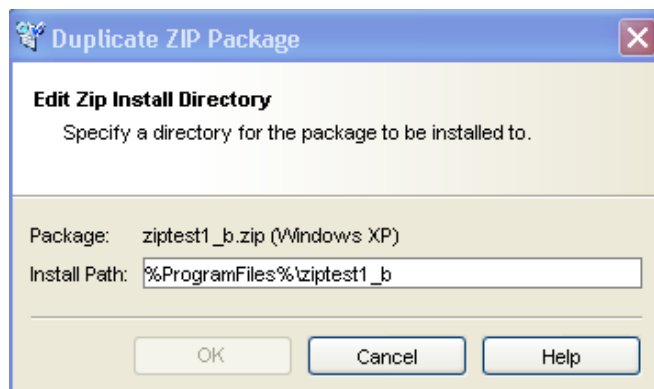 Duplicate ZIP Package
Edit Zip Install Directory
Specify a directory for the package to be installed to.
Package: ziptest1_b.zip (Windows XP)
Install Path: %ProgramFiles%\ziptest1_b
OK Cancel Help